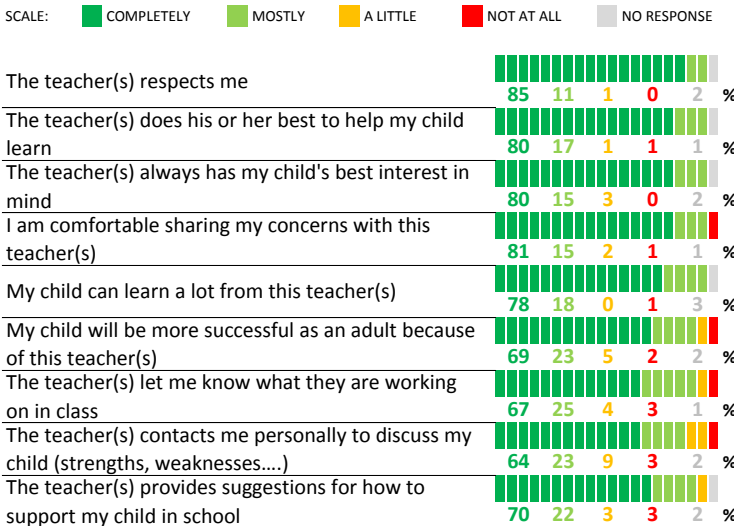 SCALE: COMPLETELY MOSTLY A LITTLE NOT AT ALL NO RESPONSE
The teacher(s) respects me
85 11 1 0 2 %
The teacher(s) does his or her best to help my child
learn
80 17 1 1 1 %
The teacher(s) always has my child's best interest in
mind
80 15 3 0 2 %
I am comfortable sharing my concerns with this
teacher(s)
81 15 2 1 1 %
My child can learn a lot from this teacher(s)
78 18 0 1 3 %
My child will be more successful as an adult because
of this teacher(s)
69 23 5 2 2 %
The teacher(s) let me know what they are working
on in class
67 25 4 3 1 %
The teacher(s) contacts me personally to discuss my
child (strengths, weaknesses....)
64 23 9 3 2 %
The teacher(s) provides suggestions for how to
support my child in school
70 22 3 3 2 %